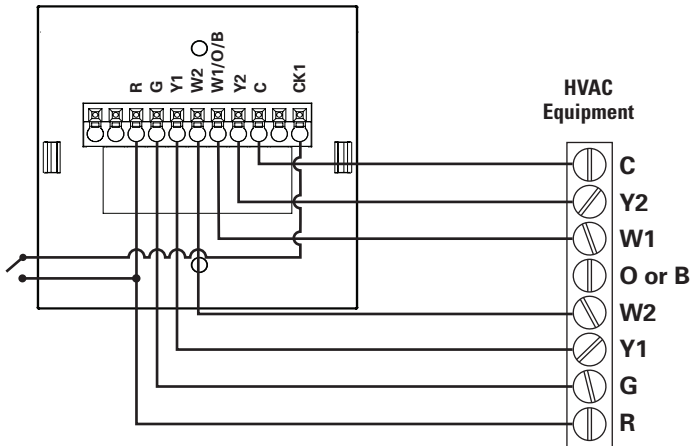 R
G
Y1
W2
W1/O/B
Y2
C
CK1
HVAC
Equipment
C
Y2
W1
O or B
W2
Y1
G
R